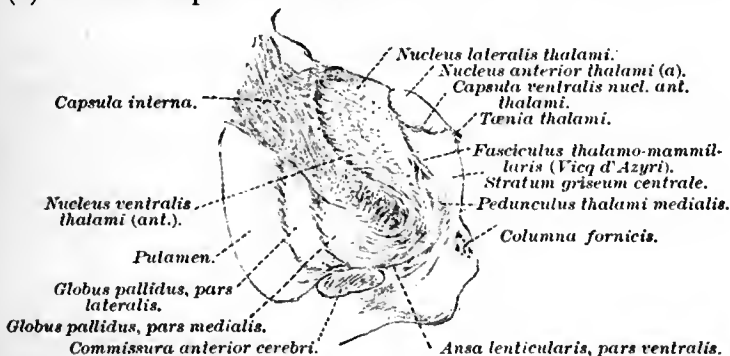 Nucleus lateralis thalami.
Nucleus anterior thalami (a).
Capsula ventralis nucl. ant.
thalami.
Tænia thalami.
Capsula interna.
Fasciculus thalamo-mammil-
laris (Vicq d'Azyri).
Stratum griseum centrale.
Nucleus ventralis
thalami (ant.).
Pedunculus thalami medialis.
Columna fornicis.
Putamen.
Globus pallidus, pars
lateralis.
Globus pallidus, pars medialis.
Commissura anterior cerebri.
Ansa lenticularis, pars ventralis.